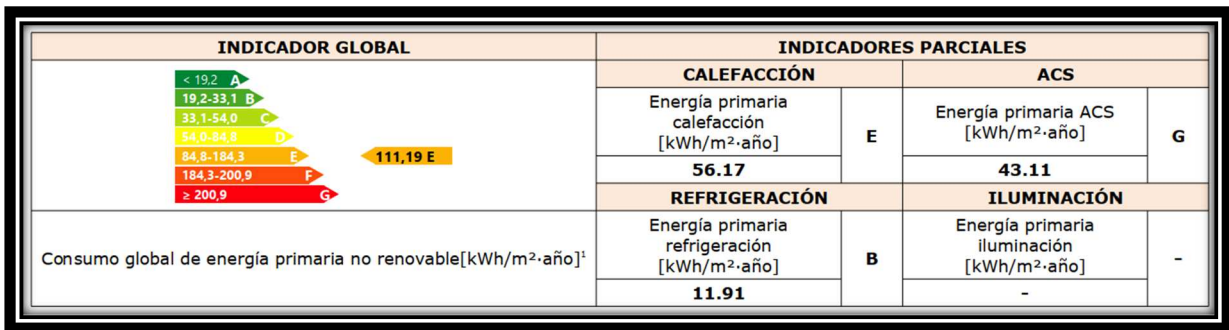 INDICADOR GLOBAL
INDICADORES PARCIALES
< 19,2 A
19,2-33,1 B
33,1-54,0 C
54,0-84,8 D
84,8-184,3 E
184,3-200,9 F
≥ 200,9 G
111,19 E
CALEFACCIÓN
ACS
Energía primaria
calefacción
[kWh/m²·año]
E
Energía primaria ACS
[kWh/m²·año]
G
56.17
43.11
REFRIGERACIÓN
ILUMINACIÓN
Consumo global de energía primaria no renovable[kWh/m²·año]¹
Energía primaria
refrigeración
[kWh/m²·año]
B
Energía primaria
iluminación
[kWh/m²·año]
-
11.91
-